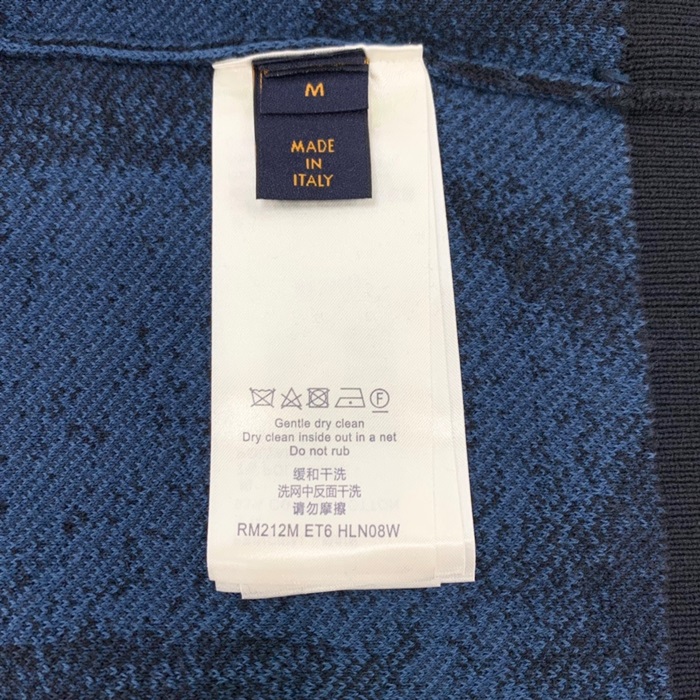 M
MADE
IN
ITALY
Gentle dry clean
Dry clean inside out in a net
Do not rub
缓和干洗
洗网中反面干洗
请勿摩擦
RM212M ET6 HLN08W